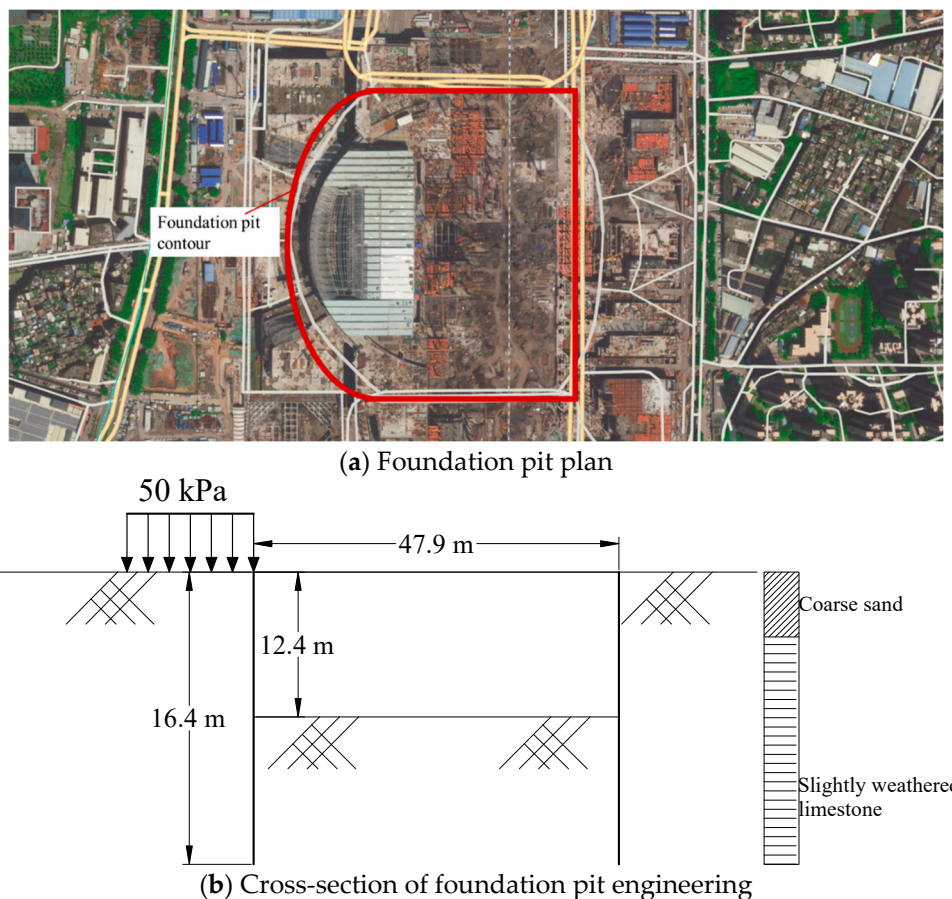 Foundation pit
contour
(a) Foundation pit plan
50 kPa
47.9 m
Coarse sand
12.4 m
16.4 m
Slightly weathered
limestone
(b) Cross-section of foundation pit engineering